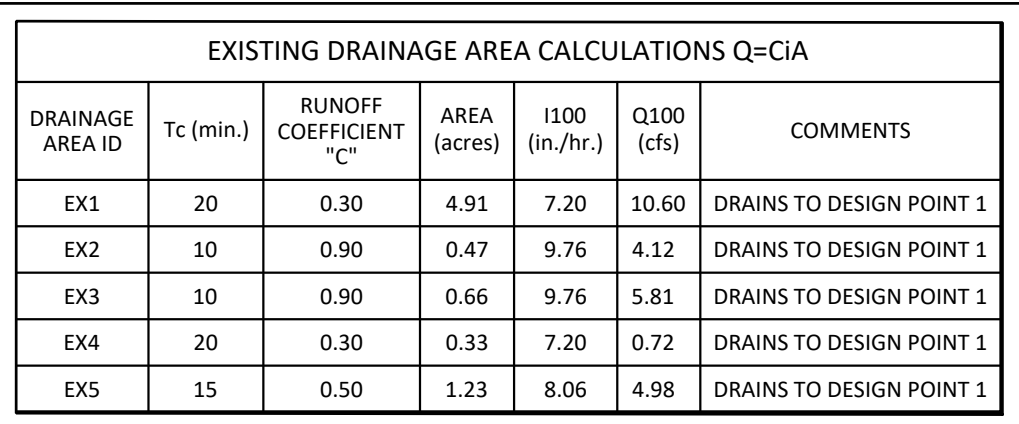 EXISTING DRAINAGE AREA CALCULATIONS Q=CiA
DRAINAGE AREA ID Tc (min.) RUNOFF COEFFICIENT "C" AREA (acres) I100 (in./hr.) Q100 (cfs) COMMENTS
EX1 20 0.30 4.91 7.20 10.60 DRAINS TO DESIGN POINT 1
EX2 10 0.90 0.47 9.76 4.12 DRAINS TO DESIGN POINT 1
EX3 10 0.90 0.66 9.76 5.81 DRAINS TO DESIGN POINT 1
EX4 20 0.30 0.33 7.20 0.72 DRAINS TO DESIGN POINT 1
EX5 15 0.50 1.23 8.06 4.98 DRAINS TO DESIGN POINT 1